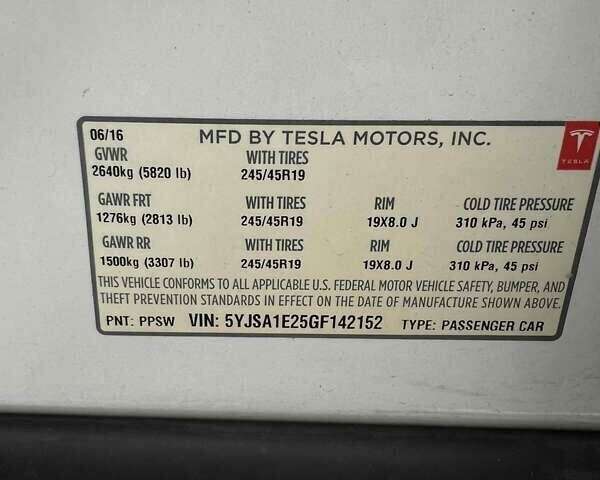 06/16 MFD BY TESLA MOTORS, INC.
TESLA
GVWR WITH TIRES
2640kg (5820 lb) 245/45R19
GAWR FRT WITH TIRES RIM COLD TIRE PRESSURE
1276kg (2813 lb) 245/45R19 19X8.0 J 310 kPa, 45 psi
GAWR RR WITH TIRES RIM COLD TIRE PRESSURE
1500kg (3307 lb) 245/45R19 19X8.0 J 310 kPa, 45 psi
THIS VEHICLE CONFORMS TO ALL APPLICABLE U.S. FEDERAL MOTOR VEHICLE SAFETY, BUMPER, AND
THEFT PREVENTION STANDARDS IN EFFECT ON THE DATE OF MANUFACTURE SHOWN ABOVE.
PNT: PPSW VIN: 5YJSA1E25GF142152 TYPE: PASSENGER CAR